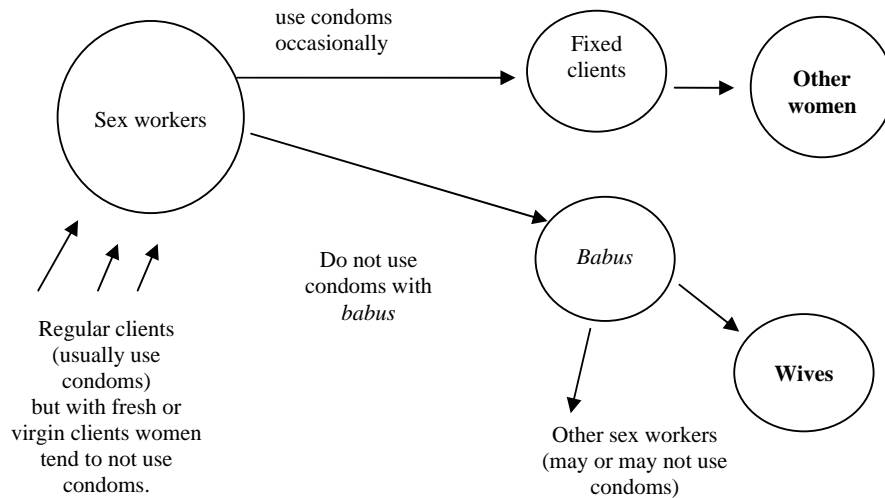 use condoms
occasionally
Fixed
clients
Other
women
Sex workers
Babus
Do not use
condoms with
babus
Regular clients
(usually use
condoms)
but with fresh or
virgin clients women
tend to not use
condoms.
Wives
Other sex workers
(may or may not use
condoms)